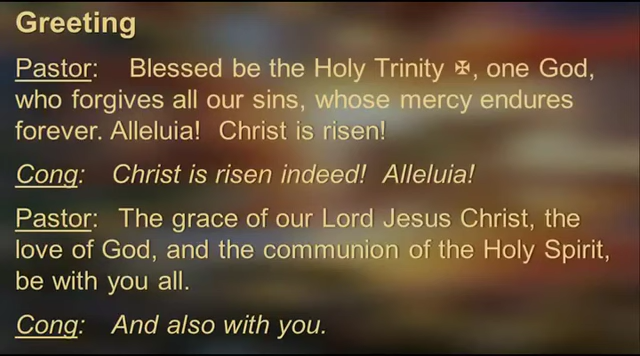 Greeting
Pastor: Blessed be the Holy Trinity ✠, one God,
who forgives all our sins, whose mercy endures
forever. Alleluia! Christ is risen!
Cong: Christ is risen indeed! Alleluia!
Pastor: The grace of our Lord Jesus Christ, the
love of God, and the communion of the Holy Spirit,
be with you all.
Cong: And also with you.